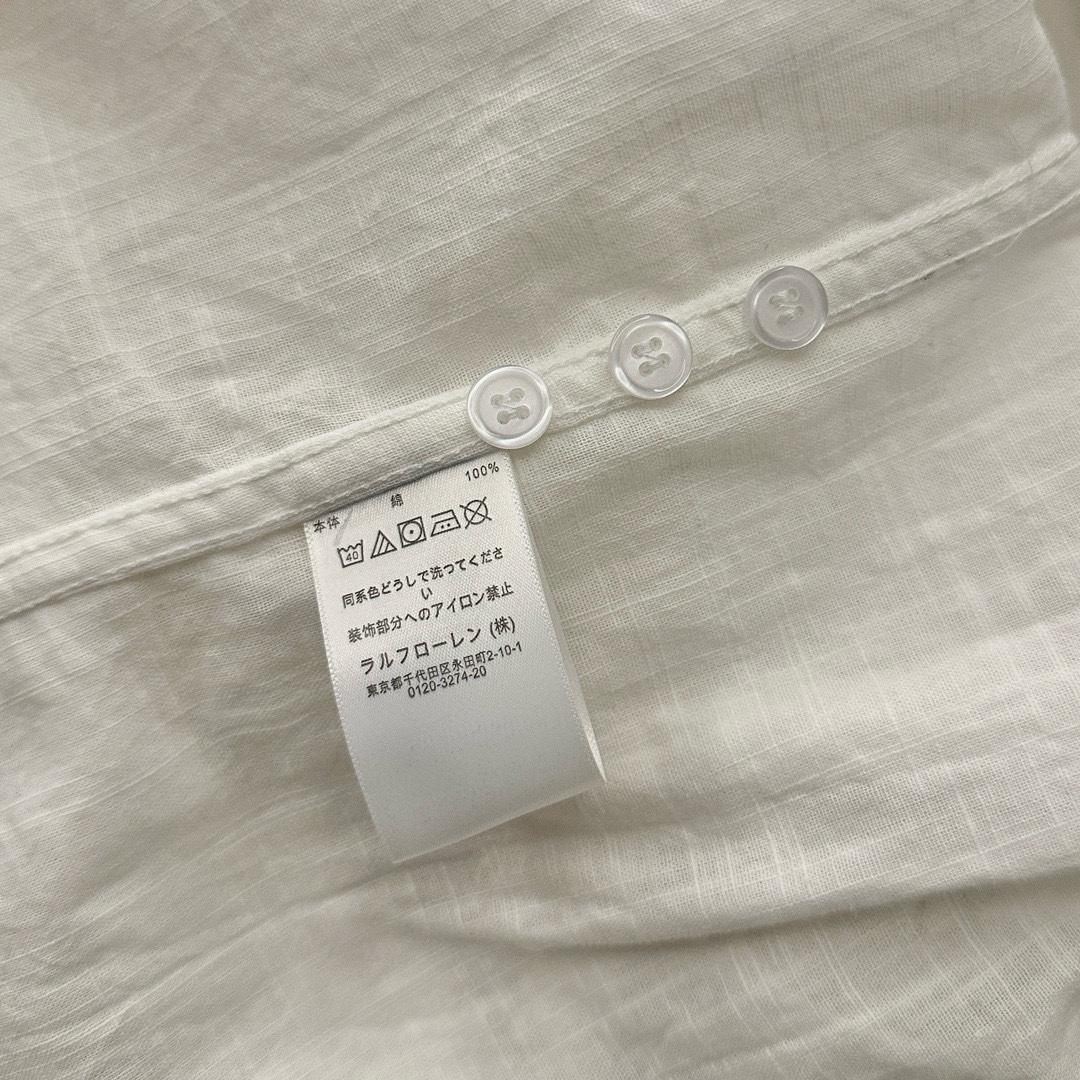 本体 綿 100%
40
同系色どうしで洗つてくださ
い
装飾部分へのアイロン禁止
ラルフローレン (株)
東京都千代田区永田町2-10-1
0120-3274-20